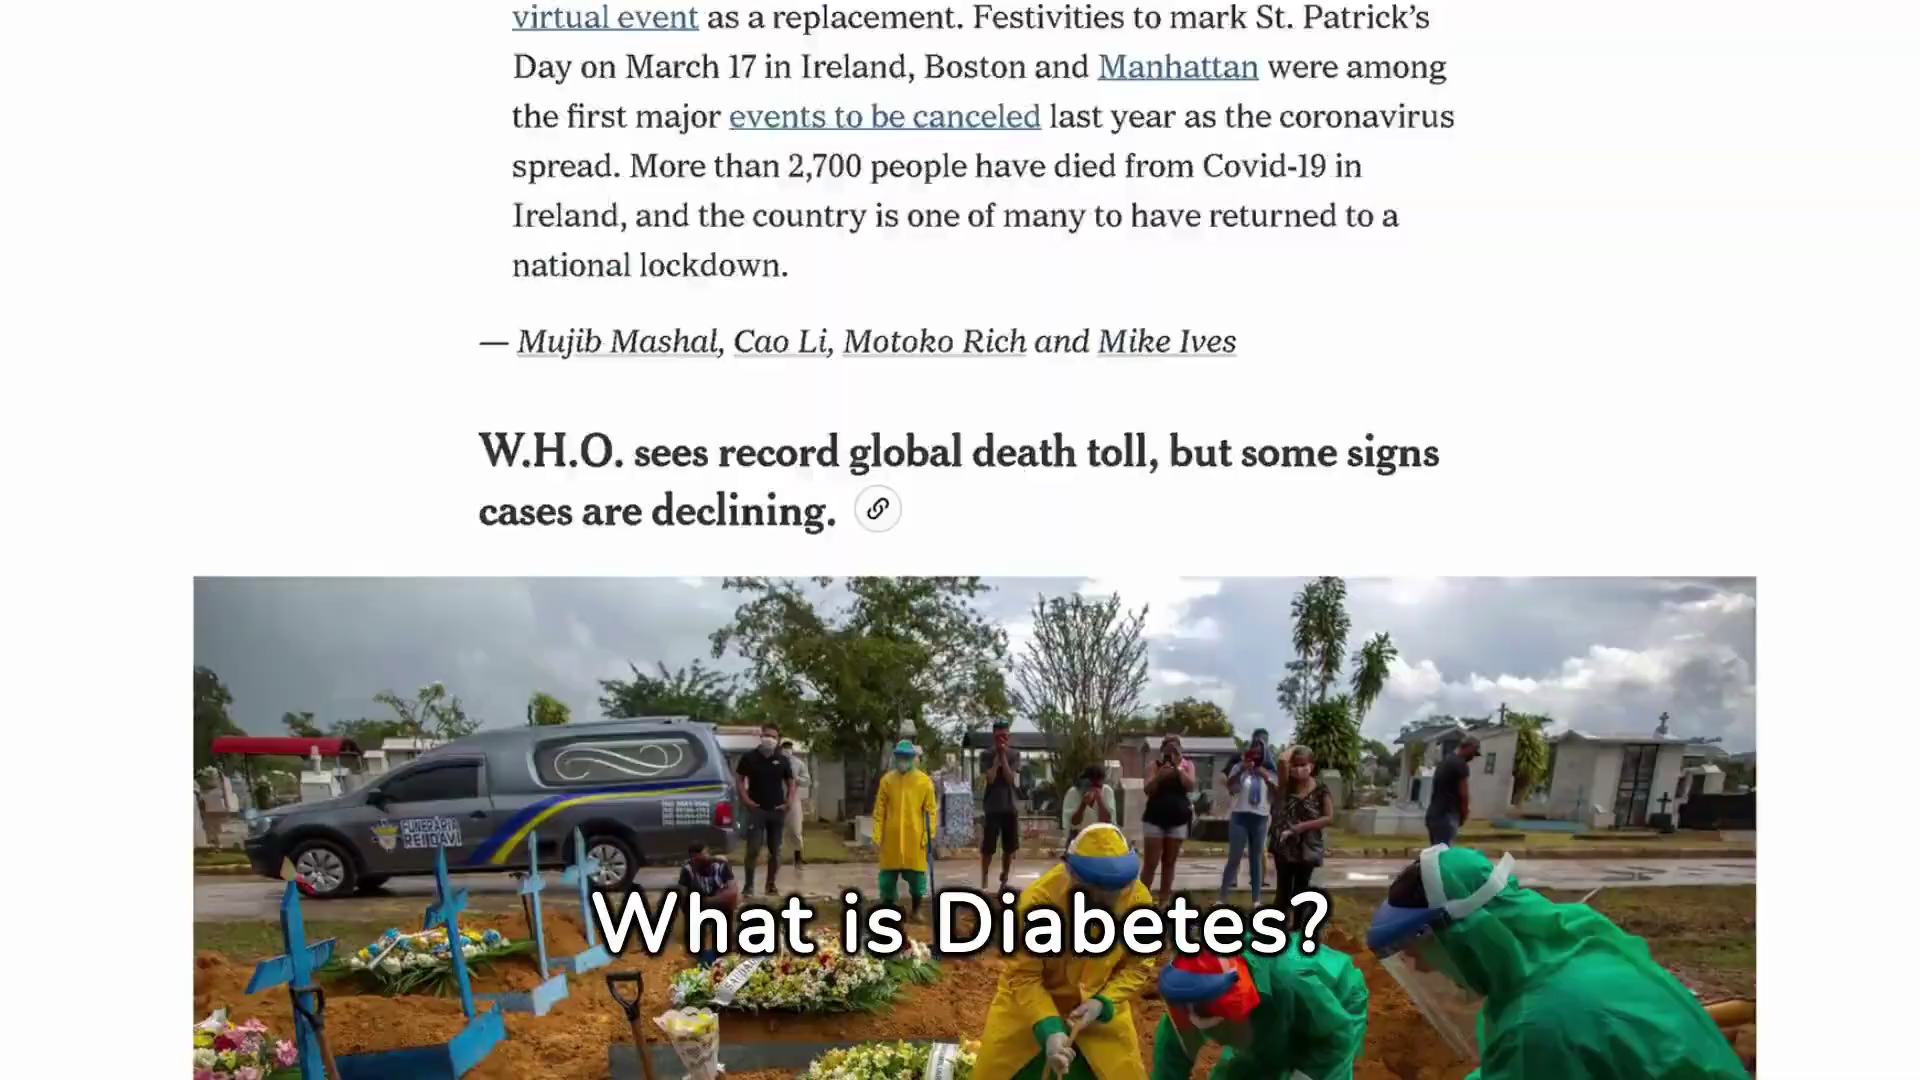 virtual event as a replacement. Festivities to mark St. Patrick’s
Day on March 17 in Ireland, Boston and Manhattan were among
the first major events to be canceled last year as the coronavirus
spread. More than 2,700 people have died from Covid-19 in
Ireland, and the country is one of many to have returned to a
national lockdown.
— Mujib Mashal, Cao Li, Motoko Rich and Mike Ives
W.H.O. sees record global death toll, but some signs
cases are declining.
FUNERÁRIA
REI DAVI
What is Diabetes?